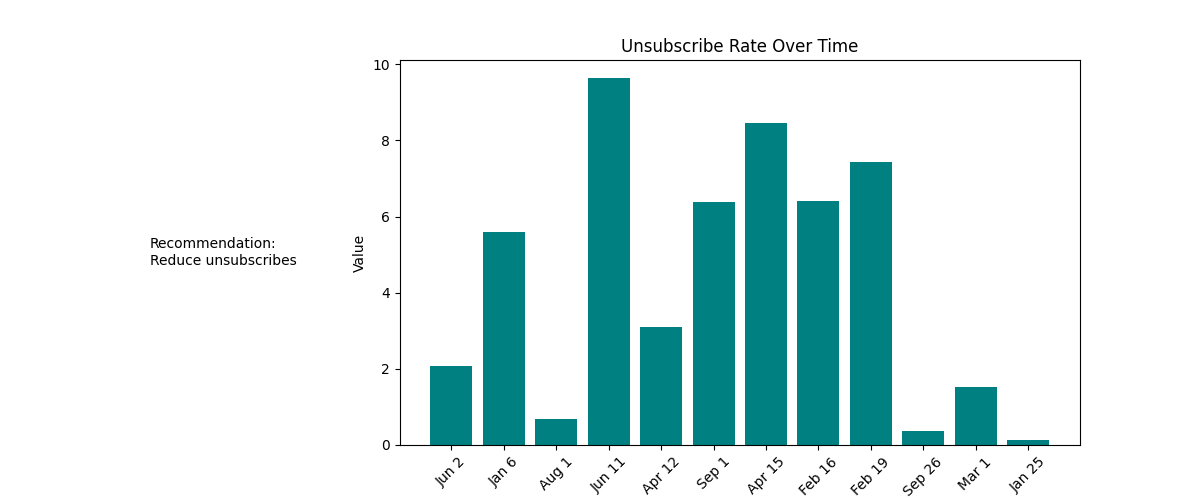 Unsubscribe Rate Over Time
Recommendation:
Reduce unsubscribes
Value
10
8
6
4
2
0
Jun 2
Jan 6
Aug 1
Jun 11
Apr 12
Sep 1
Apr 15
Feb 16
Feb 19
Sep 26
Mar 1
Jan 25